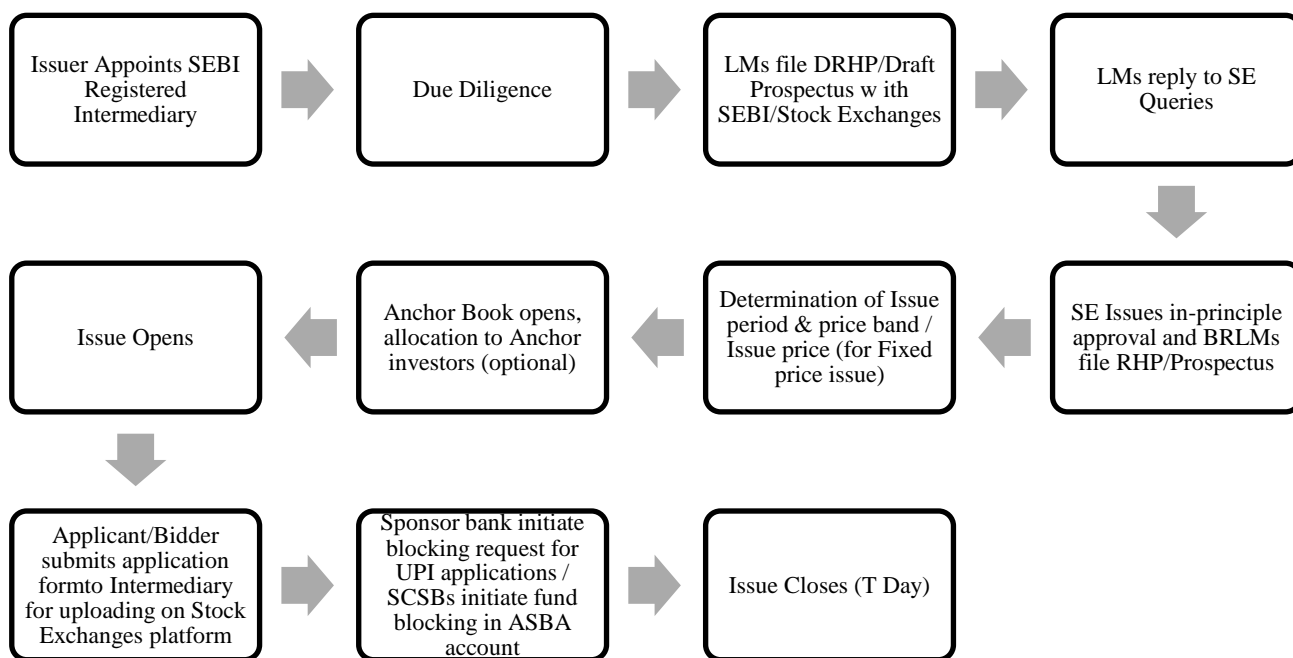 Issuer Appoints SEBI
Registered
Intermediary
Due Diligence
LMs file DRHP/Draft
Prospectus w ith
SEBI/Stock Exchanges
LMs reply to SE
Queries
SE Issues in-principle
approval and BRLMs
file RHP/Prospectus
Determination of Issue
period & price band /
Issue price (for Fixed
price issue)
Anchor Book opens,
allocation to Anchor
investors (optional)
Issue Opens
Applicant/Bidder
submits application
formto Intermediary
for uploading on Stock
Exchanges platform
Sponsor bank initiate
blocking request for
UPI applications /
SCSBs initiate fund
blocking in ASBA
account
Issue Closes (T Day)